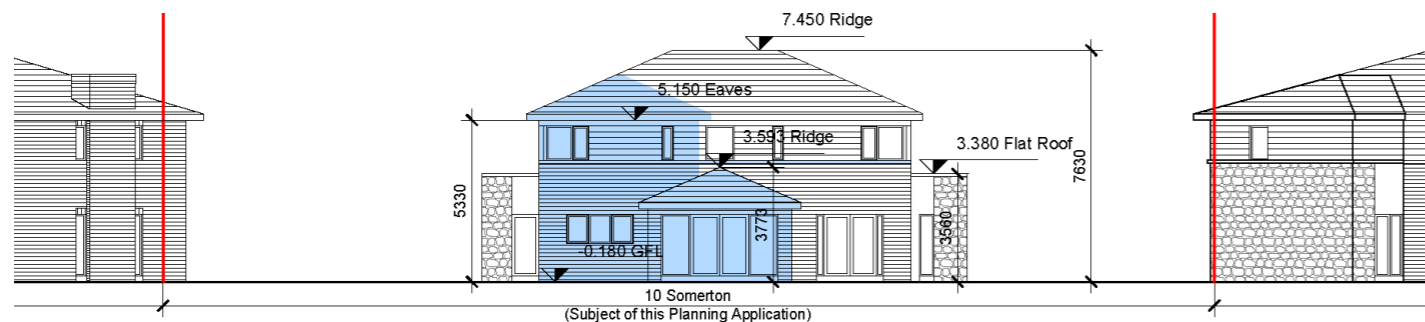 7.450 Ridge
5.150 Eaves
3.593 Ridge
3.380 Flat Roof
5330
3773
3560
7630
-0.180 GFL
10 Somerton
(Subject of this Planning Application)